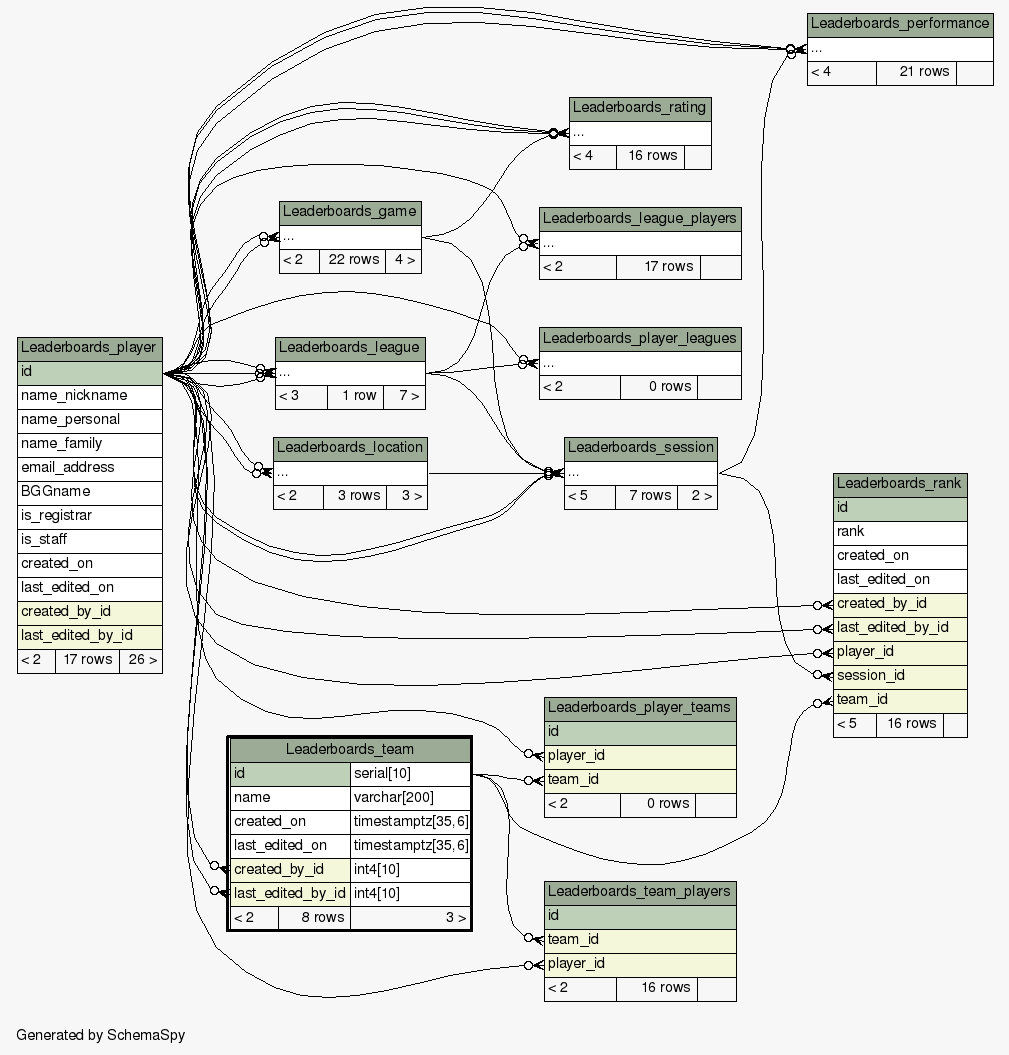 Leaderboards_performance
...
< 4 21 rows
Leaderboards_rating
...
< 4 16 rows
Leaderboards_game
...
< 2 22 rows 4 >
Leaderboards_league_players
...
< 2 17 rows
Leaderboards_player
id
name_nickname
name_personal
name_family
email_address
BGGname
is_registrar
is_staff
created_on
last_edited_on
created_by_id
last_edited_by_id
< 2 17 rows 26 >
Leaderboards_league
...
< 3 1 row 7 >
Leaderboards_player_leagues
...
< 2 0 rows
Leaderboards_location
...
< 2 3 rows 3 >
Leaderboards_session
...
< 5 7 rows 2 >
Leaderboards_rank
id
rank
created_on
last_edited_on
created_by_id
last_edited_by_id
player_id
session_id
team_id
< 5 16 rows
Leaderboards_player_teams
id
player_id
team_id
< 2 0 rows
Leaderboards_team
id serial[10]
name varchar[200]
created_on timestamptz[35,6]
last_edited_on timestamptz[35,6]
created_by_id int4[10]
last_edited_by_id int4[10]
< 2 8 rows 3 >
Leaderboards_team_players
id
team_id
player_id
< 2 16 rows
Generated by SchemaSpy